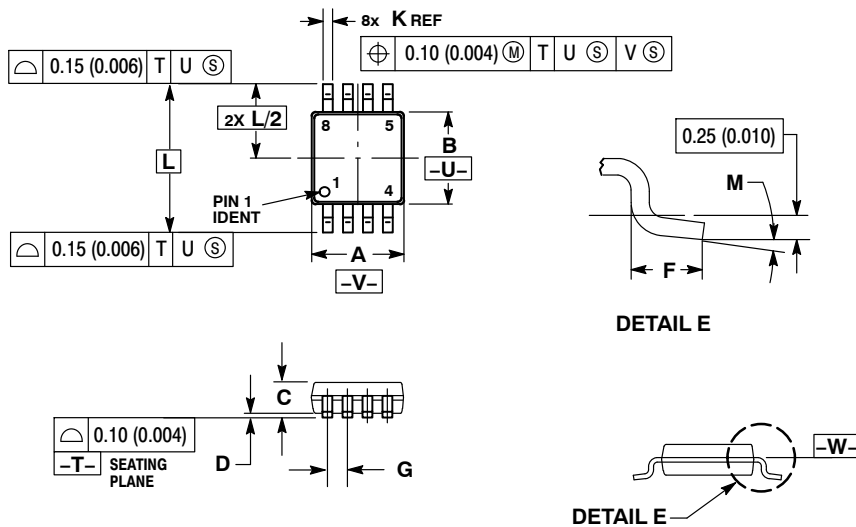 8x K REF
⌖ 0.10 (0.004) Ⓜ T U Ⓢ V Ⓢ
⌓ 0.15 (0.006) T U Ⓢ
2X L/2
8 5
L
B
–U–
PIN 1
IDENT
1 4
⌓ 0.15 (0.006) T U Ⓢ
A
–V–
0.25 (0.010)
M
F
DETAIL E
C
⌓ 0.10 (0.004)
–T– SEATING
PLANE
D
G
–W–
DETAIL E